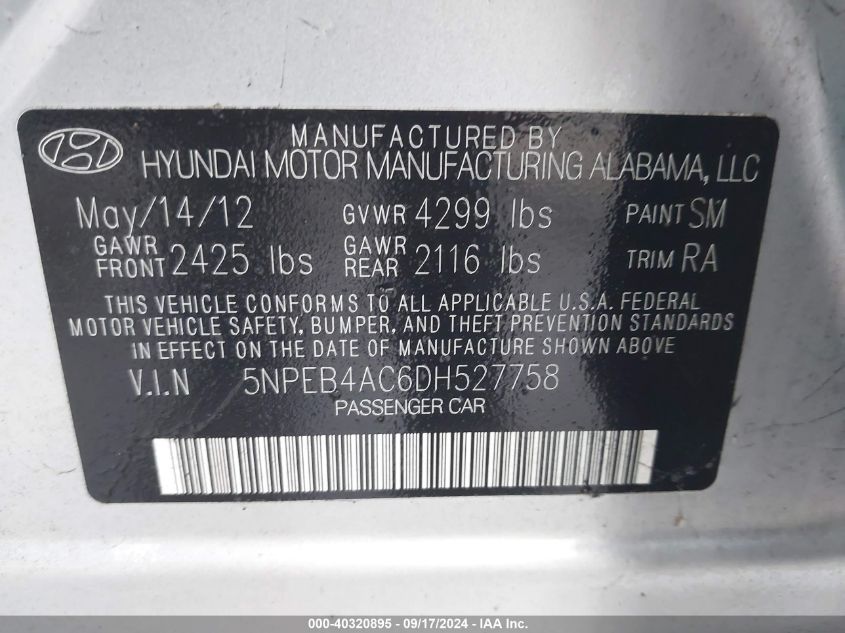 MANUFACTURED BY
HYUNDAI MOTOR MANUFACTURING ALABAMA, LLC
May/14/12 GVWR 4299 lbs PAINT SM
GAWR FRONT 2425 lbs GAWR REAR 2116 lbs TRIM RA
THIS VEHICLE CONFORMS TO ALL APPLICABLE U.S.A. FEDERAL
MOTOR VEHICLE SAFETY, BUMPER, AND THEFT PREVENTION STANDARDS
IN EFFECT ON THE DATE OF MANUFACTURE SHOWN ABOVE
V.I.N 5NPEB4AC6DH527758
PASSENGER CAR
000-40320895 - 09/17/2024 - IAA Inc.